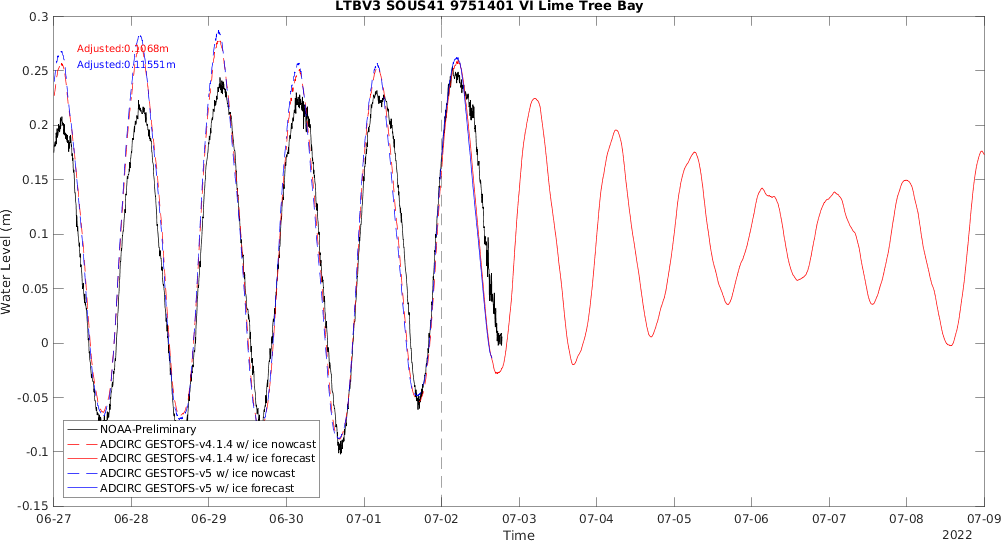 LTBV3 SOUS41 9751401 VI Lime Tree Bay
Adjusted:0.1068m
Adjusted:0.11551m
Water Level (m)
0.3
0.25
0.2
0.15
0.1
0.05
0
-0.05
-0.1
-0.15
NOAA-Preliminary
ADCIRC GESTOFS-v4.1.4 w/ ice nowcast
ADCIRC GESTOFS-v4.1.4 w/ ice forecast
ADCIRC GESTOFS-v5 w/ ice nowcast
ADCIRC GESTOFS-v5 w/ ice forecast
06-27 06-28 06-29 06-30 07-01 07-02 07-03 07-04 07-05 07-06 07-07 07-08 07-09
Time
2022